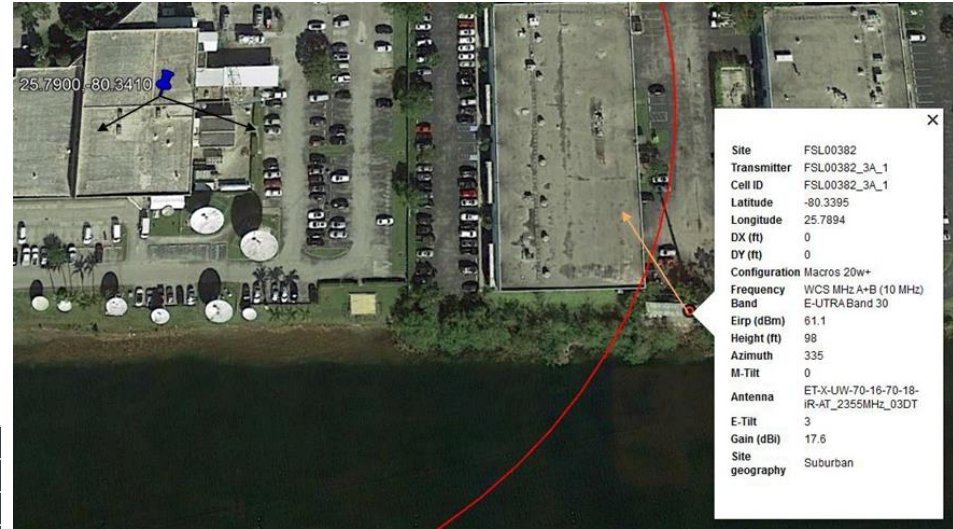 25.7900,-80.3410
×
Site FSL00382
Transmitter FSL00382_3A_1
Cell ID FSL00382_3A_1
Latitude -80.3395
Longitude 25.7894
DX (ft) 0
DY (ft) 0
Configuration Macros 20w+
Frequency WCS MHz A+B (10 MHz)
Band E-UTRA Band 30
Eirp (dBm) 61.1
Height (ft) 98
Azimuth 335
M-Tilt 0
Antenna ET-X-UW-70-16-70-18-
iR-AT_2355MHz_03DT
E-Tilt 3
Gain (dBi) 17.6
Site
geography Suburban